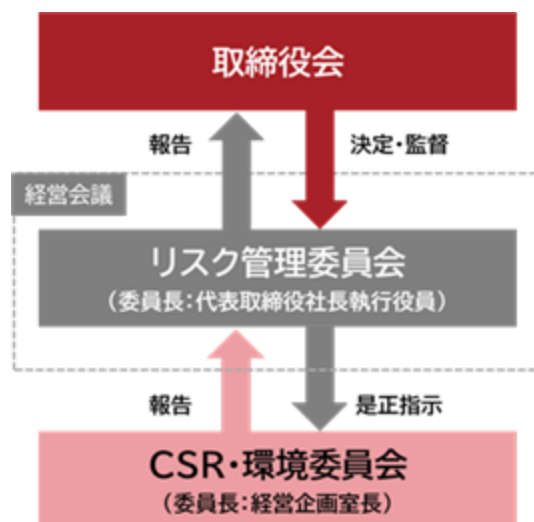 取締役会
報告
決定・監督
経営会議
リスク管理委員会
(委員長:代表取締役社長執行役員)
報告
是正指示
CSR・環境委員会
(委員長:経営企画室長)